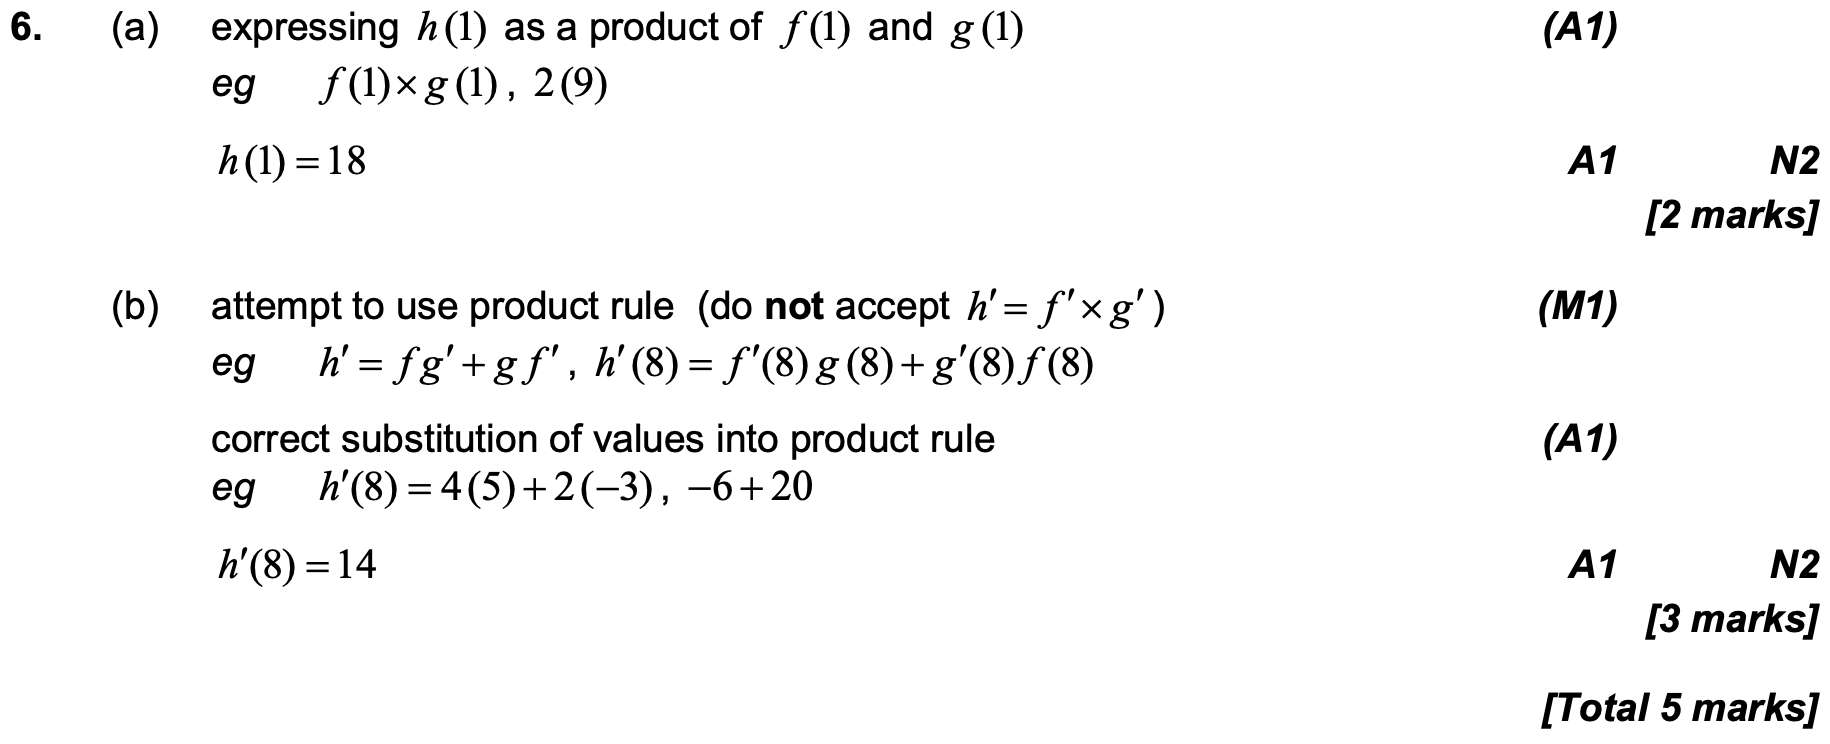 6. (a) expressing h(1) as a product of f(1) and g(1) (A1)
eg f(1)×g(1), 2(9)
h(1)=18 A1 N2
[2 marks]
(b) attempt to use product rule (do not accept h′= f′×g′) (M1)
eg h′ = fg′+gf′, h′(8)= f′(8)g(8)+g′(8)f(8)
correct substitution of values into product rule (A1)
eg h′(8)=4(5)+2(−3), −6+20
h′(8)=14 A1 N2
[3 marks]
[Total 5 marks]